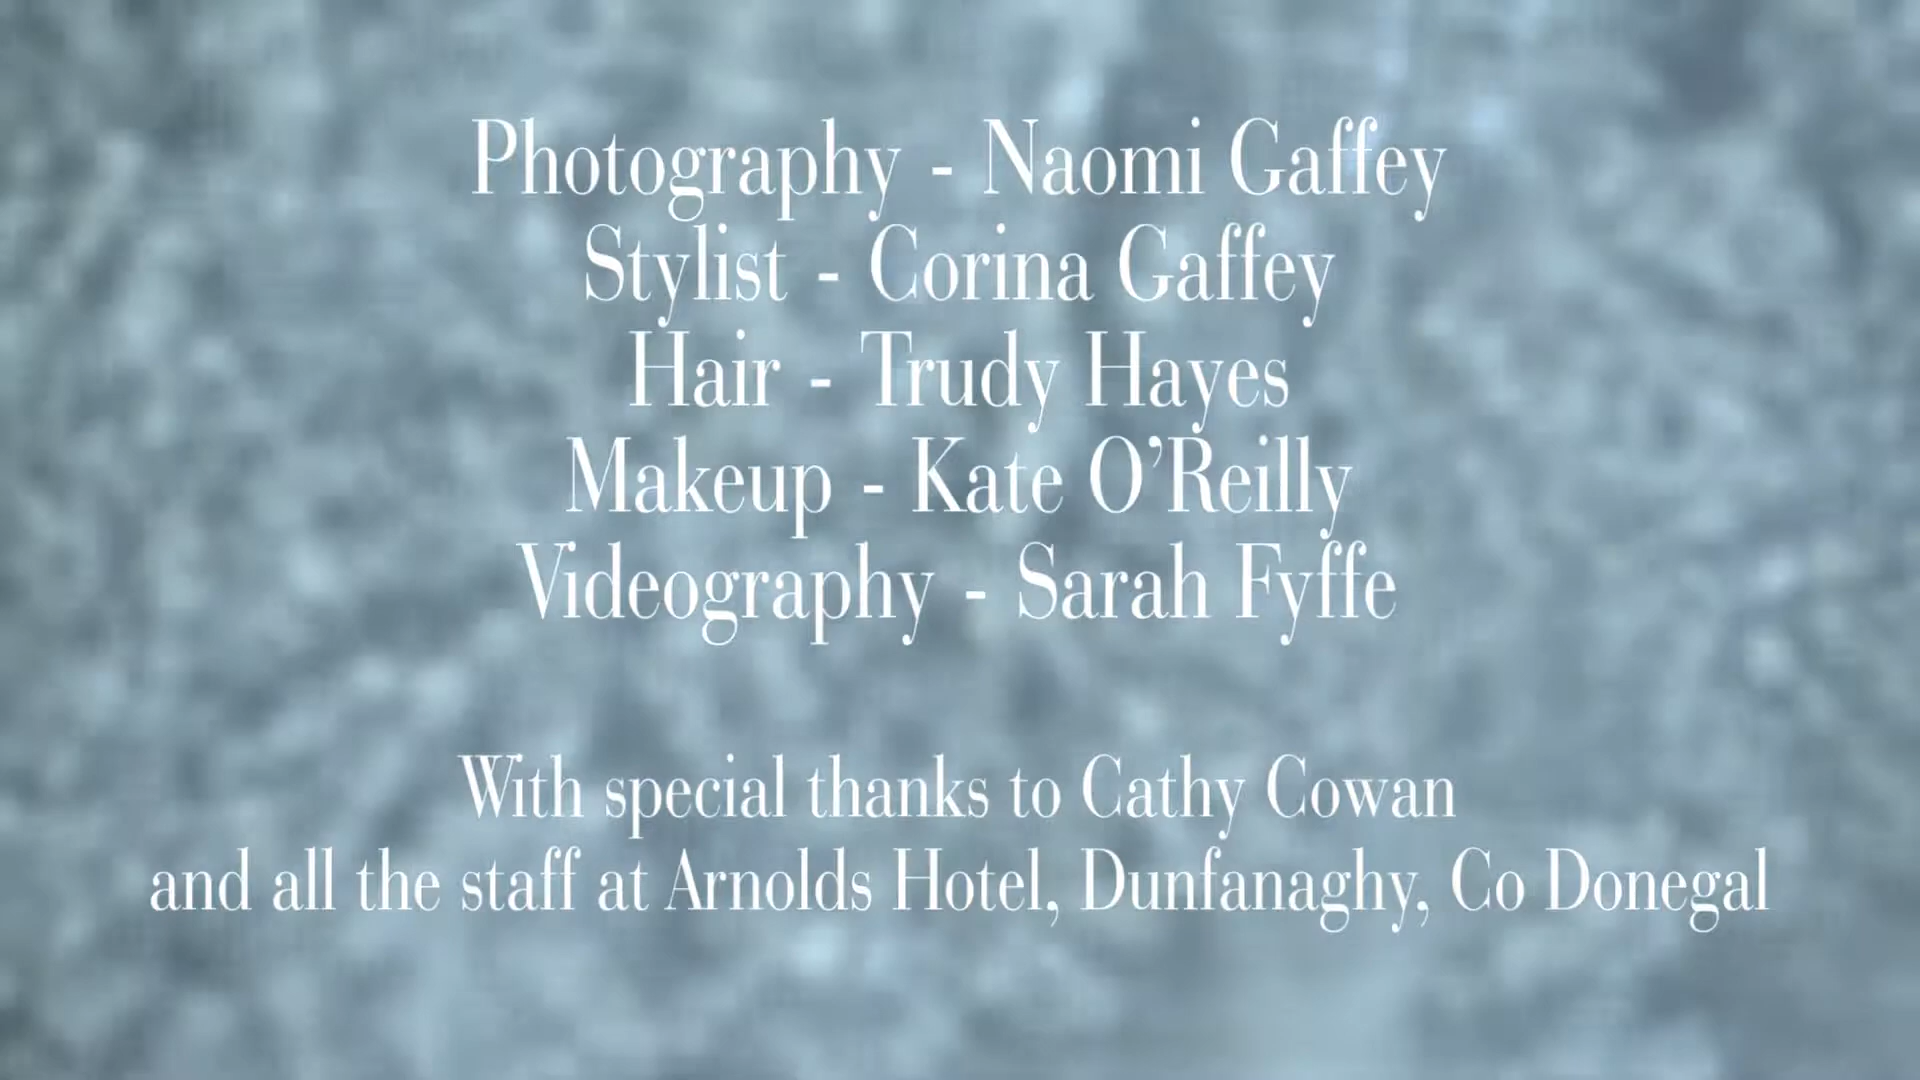 Photography - Naomi Gaffey
Stylist - Corina Gaffey
Hair - Trudy Hayes
Makeup - Kate O’Reilly
Videography - Sarah Fyffe
With special thanks to Cathy Cowan
and all the staff at Arnolds Hotel, Dunfanaghy, Co Donegal